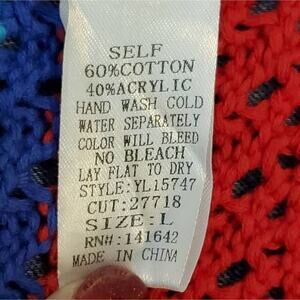 SELF
60%COTTON
40%ACRYLIC
HAND WASH COLD
WATER SEPARATELY
COLOR WILL BLEED
NO BLEACH
LAY FLAT TO DRY
STYLE:YL15747
CUT:27718
SIZE:L
RN#:141642
MADE IN CHINA